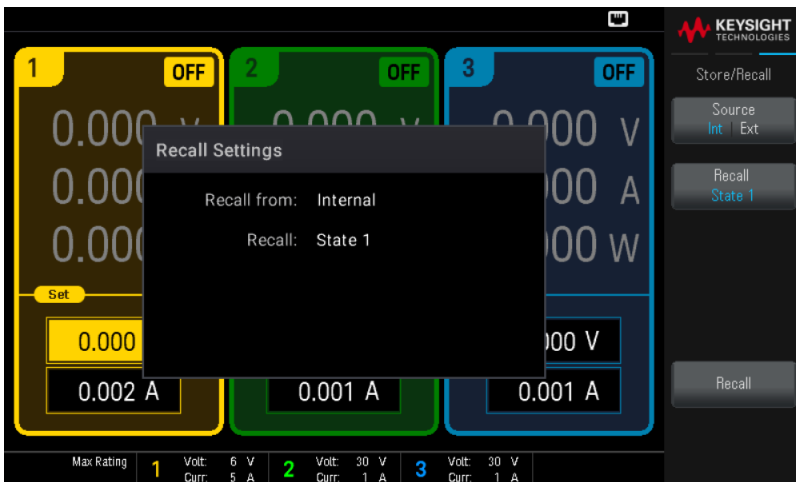 KEYSIGHT
TECHNOLOGIES
1 OFF 2 OFF 3 OFF
Store/Recall
Source
Int | Ext
Recall
State 1
Recall Settings
Recall from: Internal
Recall: State 1
V
A
W
Set
0.000
0.002 A 0.001 A 0.001 A
V
Recall
Max Rating 1 Volt: 6 V 2 Volt: 30 V 3 Volt: 30 V
Curr: 5 A Curr: 1 A Curr: 1 A